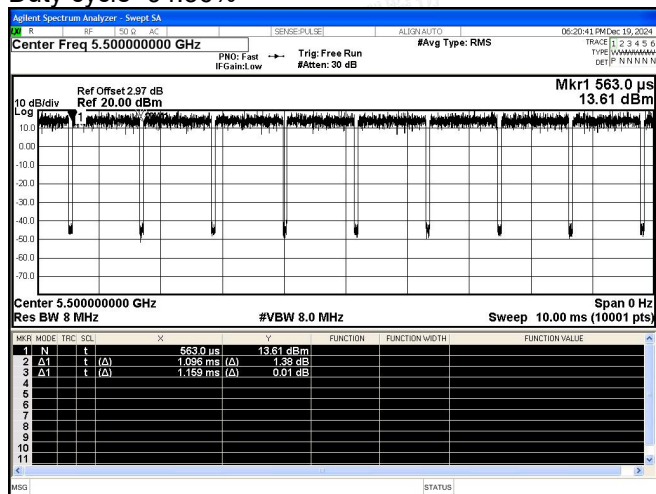 Agilent Spectrum Analyzer - Swept SA
R RF 50 Ω AC SENSE:PULSE ALIGN AUTO 06:20:41 PM Dec 19, 2024
Center Freq 5.500000000 GHz #Avg Type: RMS TRACE 1 2 3 4 5 6
PNO: Fast Trig: Free Run TYPE WWWWWW
IFGain:Low #Atten: 30 dB DET P N N N N N
Mkr1 563.0 µs
Ref Offset 2.97 dB
10 dB/div Ref 20.00 dBm 13.61 dBm
Log
1
10.0
0.00
-10.0
-20.0
-30.0
-40.0
-50.0
-60.0
-70.0
Center 5.500000000 GHz Span 0 Hz
Res BW 8 MHz #VBW 8.0 MHz Sweep 10.00 ms (10001 pts)
MKR MODE TRC SCL X Y FUNCTION FUNCTION WIDTH FUNCTION VALUE
1 N t 563.0 µs 13.61 dBm
2 Δ1 t (Δ) 1.096 ms (Δ) 1.38 dB
3 Δ1 t (Δ) 1.159 ms (Δ) 0.01 dB
4
5
6
7
8
9
10
11
MSG STATUS